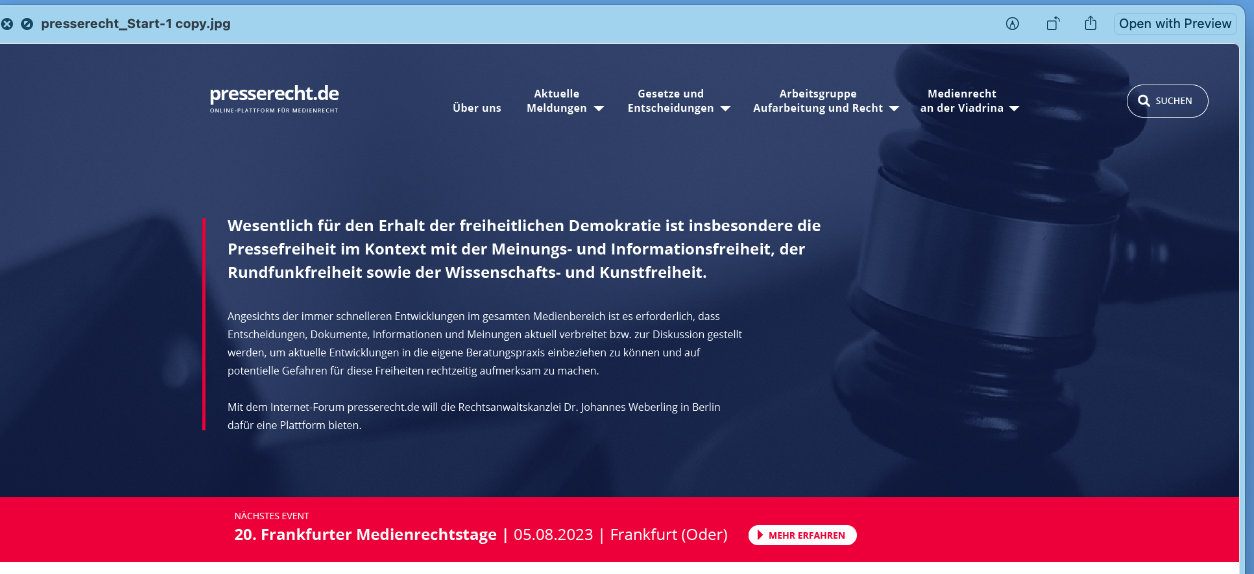 presserecht_Start-1 copy.jpg
Open with Preview
presserecht.de
ONLINE-PLATTFORM FÜR MEDIENRECHT
Über uns
Aktuelle
Meldungen
Gesetze und
Entscheidungen
Arbeitsgruppe
Aufarbeitung und Recht
Medienrecht
an der Viadrina
SUCHEN
Wesentlich für den Erhalt der freiheitlichen Demokratie ist insbesondere die
Pressefreiheit im Kontext mit der Meinungs- und Informationsfreiheit, der
Rundfunkfreiheit sowie der Wissenschafts- und Kunstfreiheit.
Angesichts der immer schnelleren Entwicklungen im gesamten Medienbereich ist es erforderlich, dass
Entscheidungen, Dokumente, Informationen und Meinungen aktuell verbreitet bzw. zur Diskussion gestellt
werden, um aktuelle Entwicklungen in die eigene Beratungspraxis einbeziehen zu können und auf
potentielle Gefahren für diese Freiheiten rechtzeitig aufmerksam zu machen.
Mit dem Internet-Forum presserecht.de will die Rechtsanwaltskanzlei Dr. Johannes Weberling in Berlin
dafür eine Plattform bieten.
NÄCHSTES EVENT
20. Frankfurter Medienrechtstage | 05.08.2023 | Frankfurt (Oder)
MEHR ERFAHREN